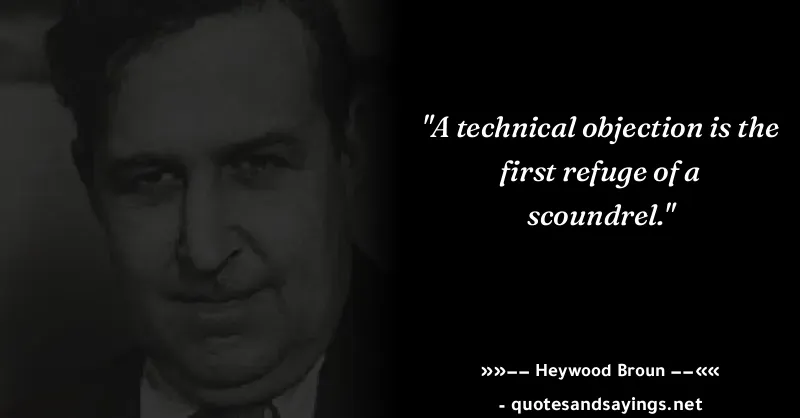 "A technical objection is the
first refuge of a
scoundrel."
»»−− Heywood Broun −−««
- quotesandsayings.net